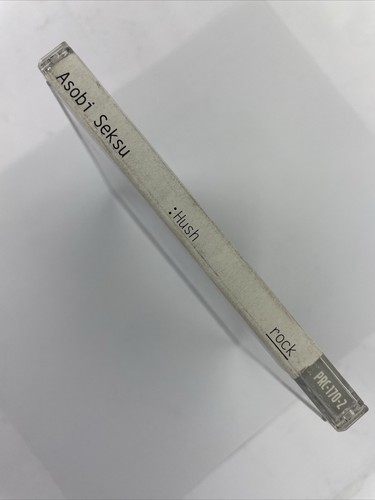 Asobi Seksu
:Hush
rock
PRC-170-2